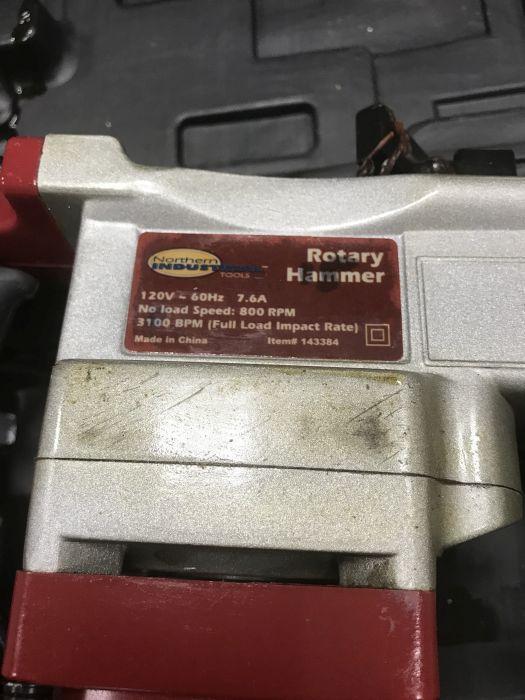 Northern
INDUSTRIAL
TOOLS
Rotary
Hammer
120V ~ 60Hz 7.6A
No load Speed: 800 RPM
3100 BPM (Full Load Impact Rate)
Made in China Item# 143384